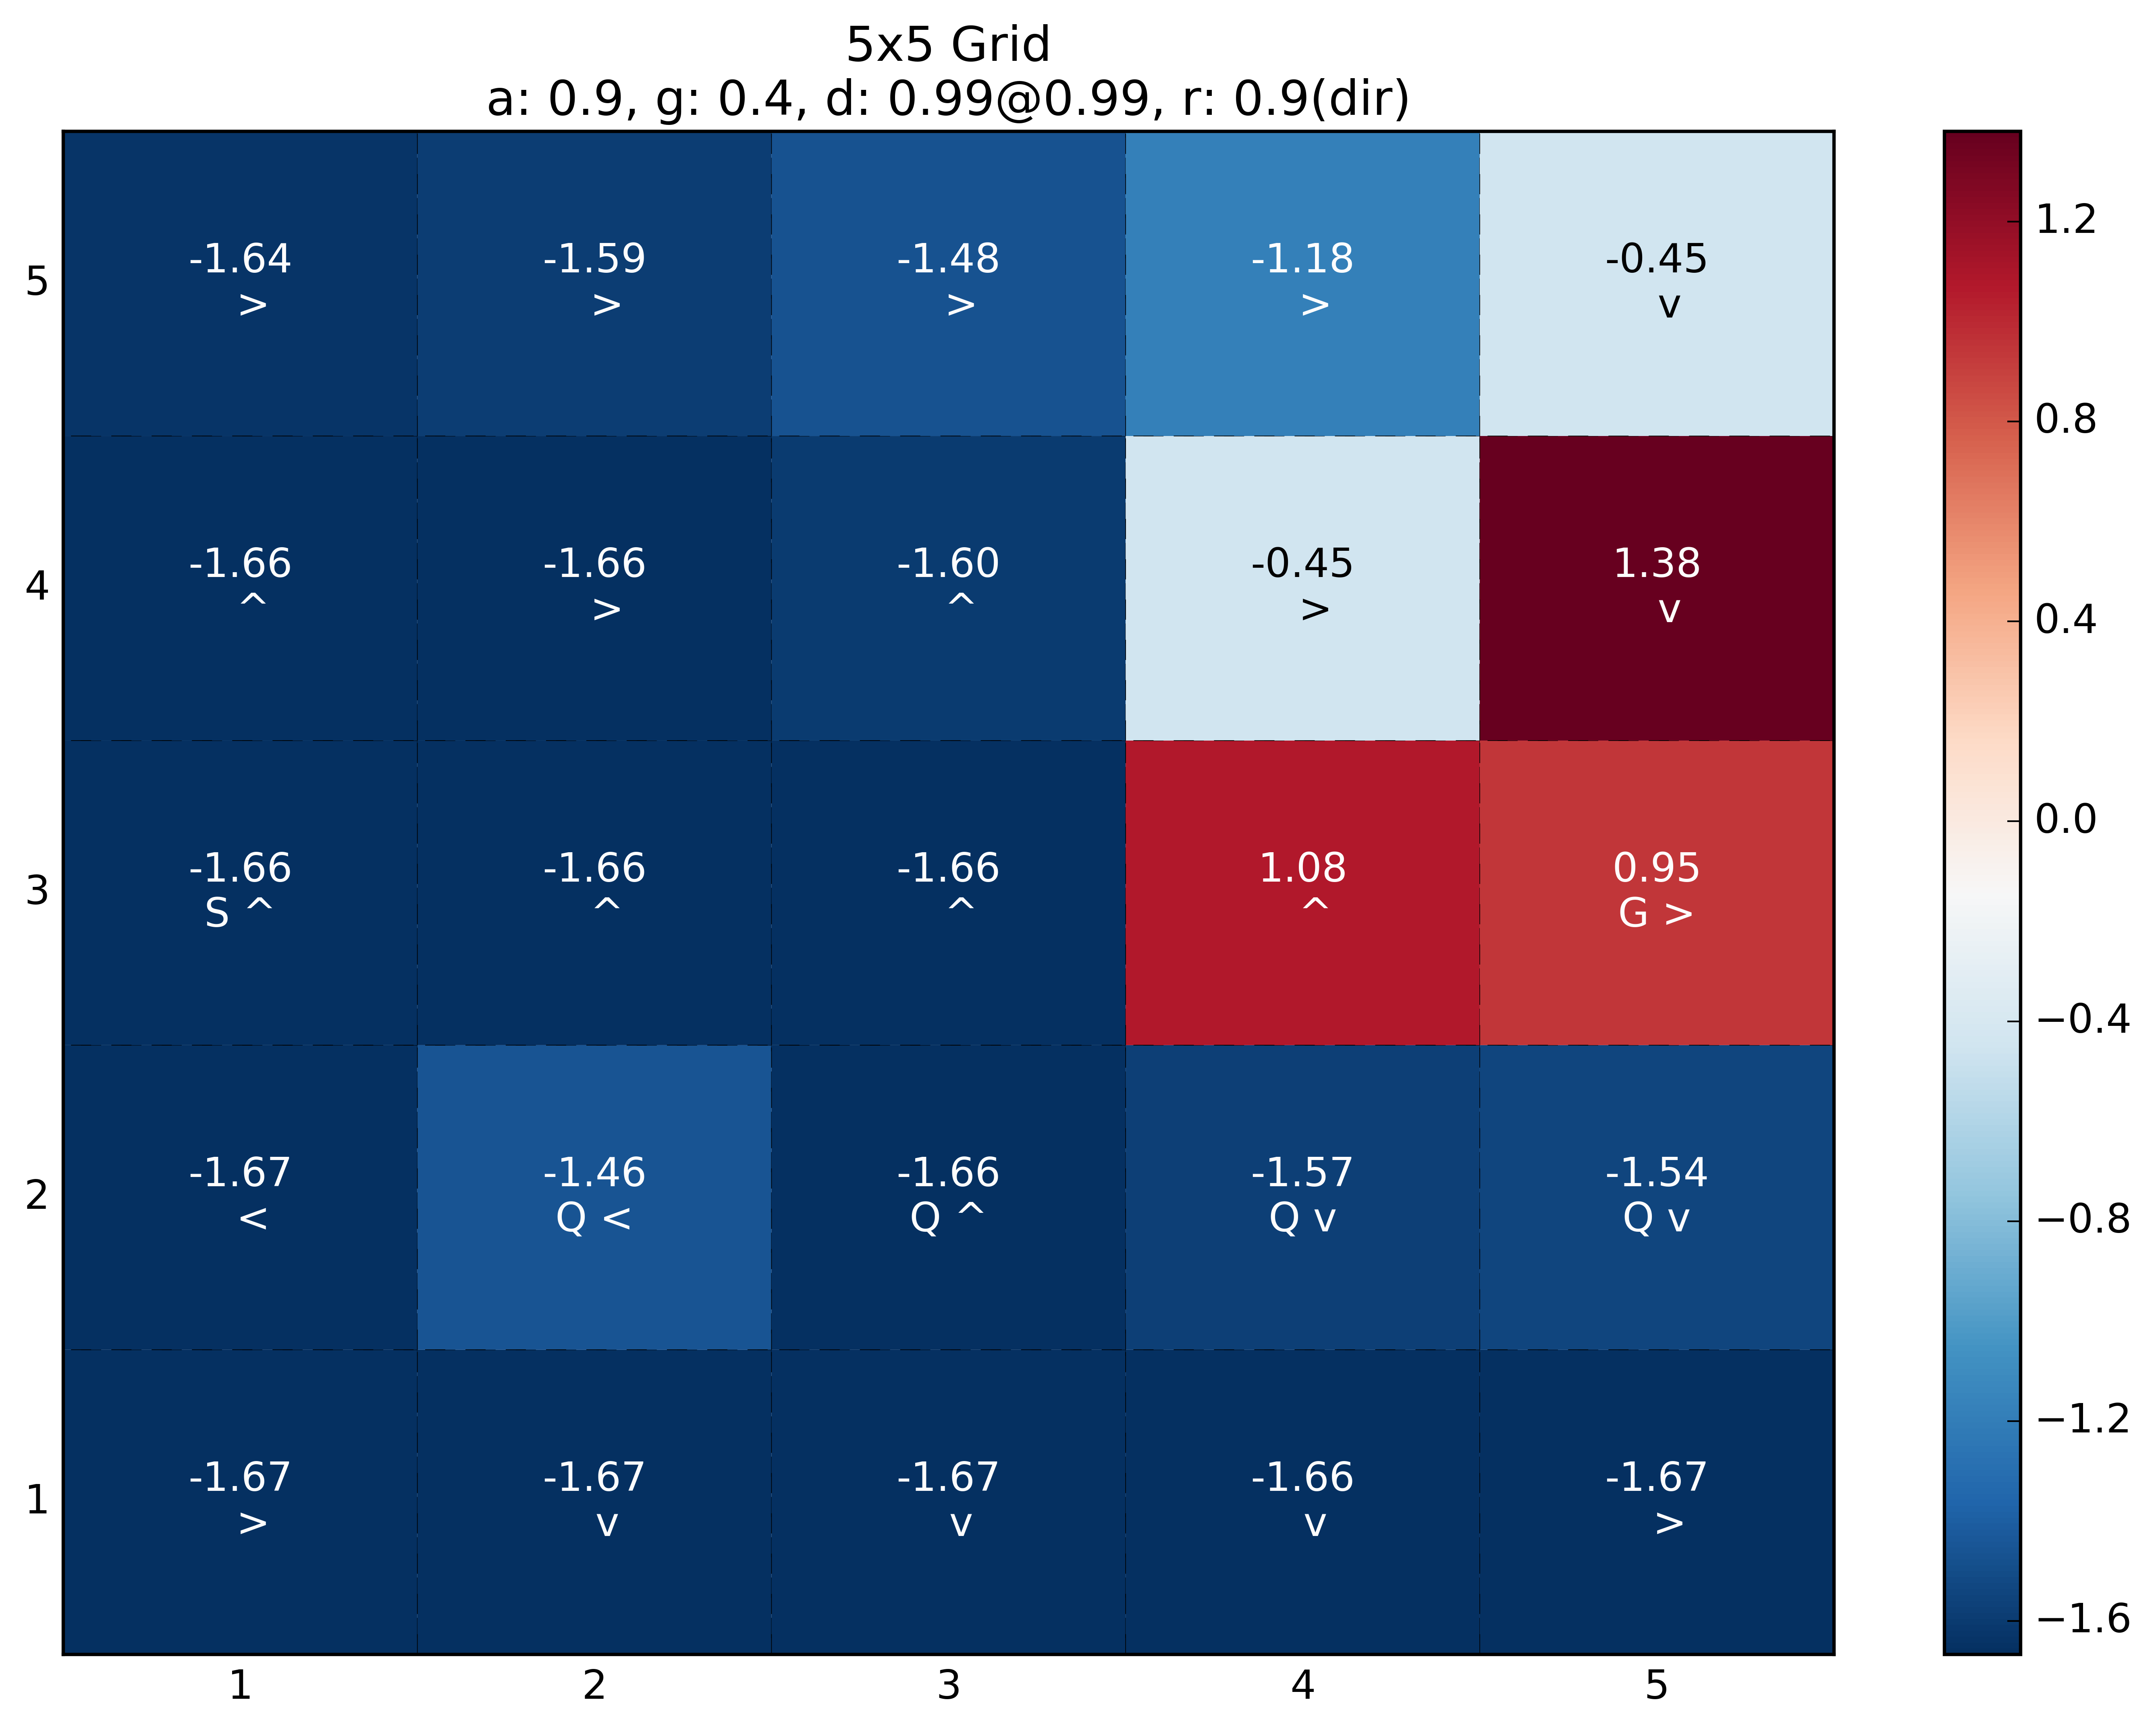 5x5 Grid
a: 0.9, g: 0.4, d: 0.99@0.99, r: 0.9(dir)
5
-1.64 -1.59 -1.48 -1.18 -0.45
> > > > v
4
-1.66 -1.66 -1.60 -0.45 1.38
^ > ^ > v
3
-1.66 -1.66 -1.66 1.08 0.95
S ^ ^ ^ ^ G >
2
-1.67 -1.46 -1.66 -1.57 -1.54
< Q < Q ^ Q v Q v
1
-1.67 -1.67 -1.67 -1.66 -1.67
> v v v >
1 2 3 4 5
1.2
0.8
0.4
0.0
−0.4
−0.8
−1.2
−1.6